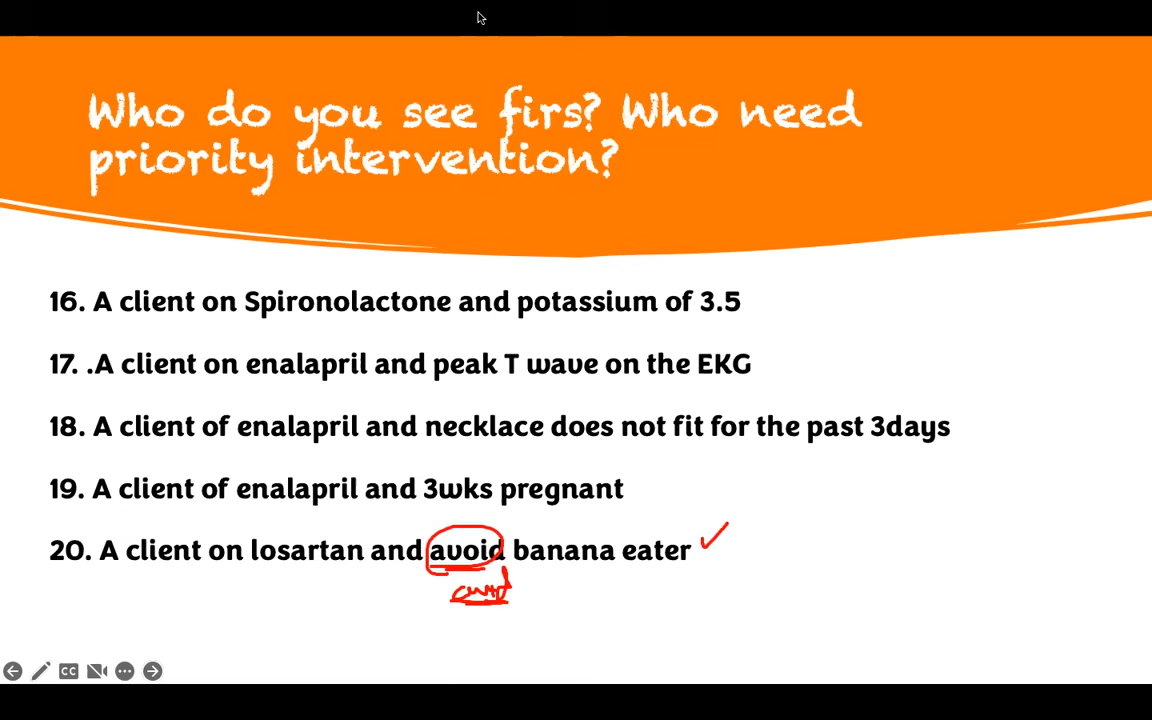 Who do you see firs? Who need
priority intervention?
16. A client on Spironolactone and potassium of 3.5
17. .A client on enalapril and peak T wave on the EKG
18. A client of enalapril and necklace does not fit for the past 3days
19. A client of enalapril and 3wks pregnant
20. A client on losartan and avoid banana eater
CC